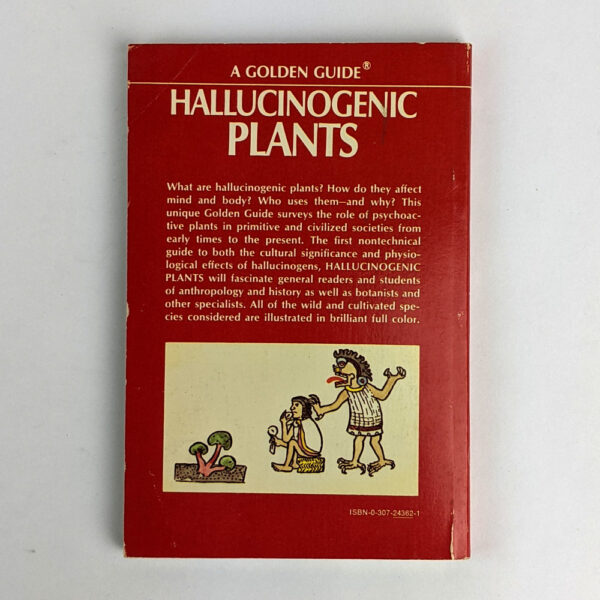 A GOLDEN GUIDE®
HALLUCINOGENIC
PLANTS
What are hallucinogenic plants? How do they affect
mind and body? Who uses them—and why? This
unique Golden Guide surveys the role of psychoac-
tive plants in primitive and civilized societies from
early times to the present. The first nontechnical
guide to both the cultural significance and physio-
logical effects of hallucinogens, HALLUCINOGENIC
PLANTS will fascinate general readers and students
of anthropology and history as well as botanists and
other specialists. All of the wild and cultivated spe-
cies considered are illustrated in brilliant full color.
ISBN-0-307-24362-1